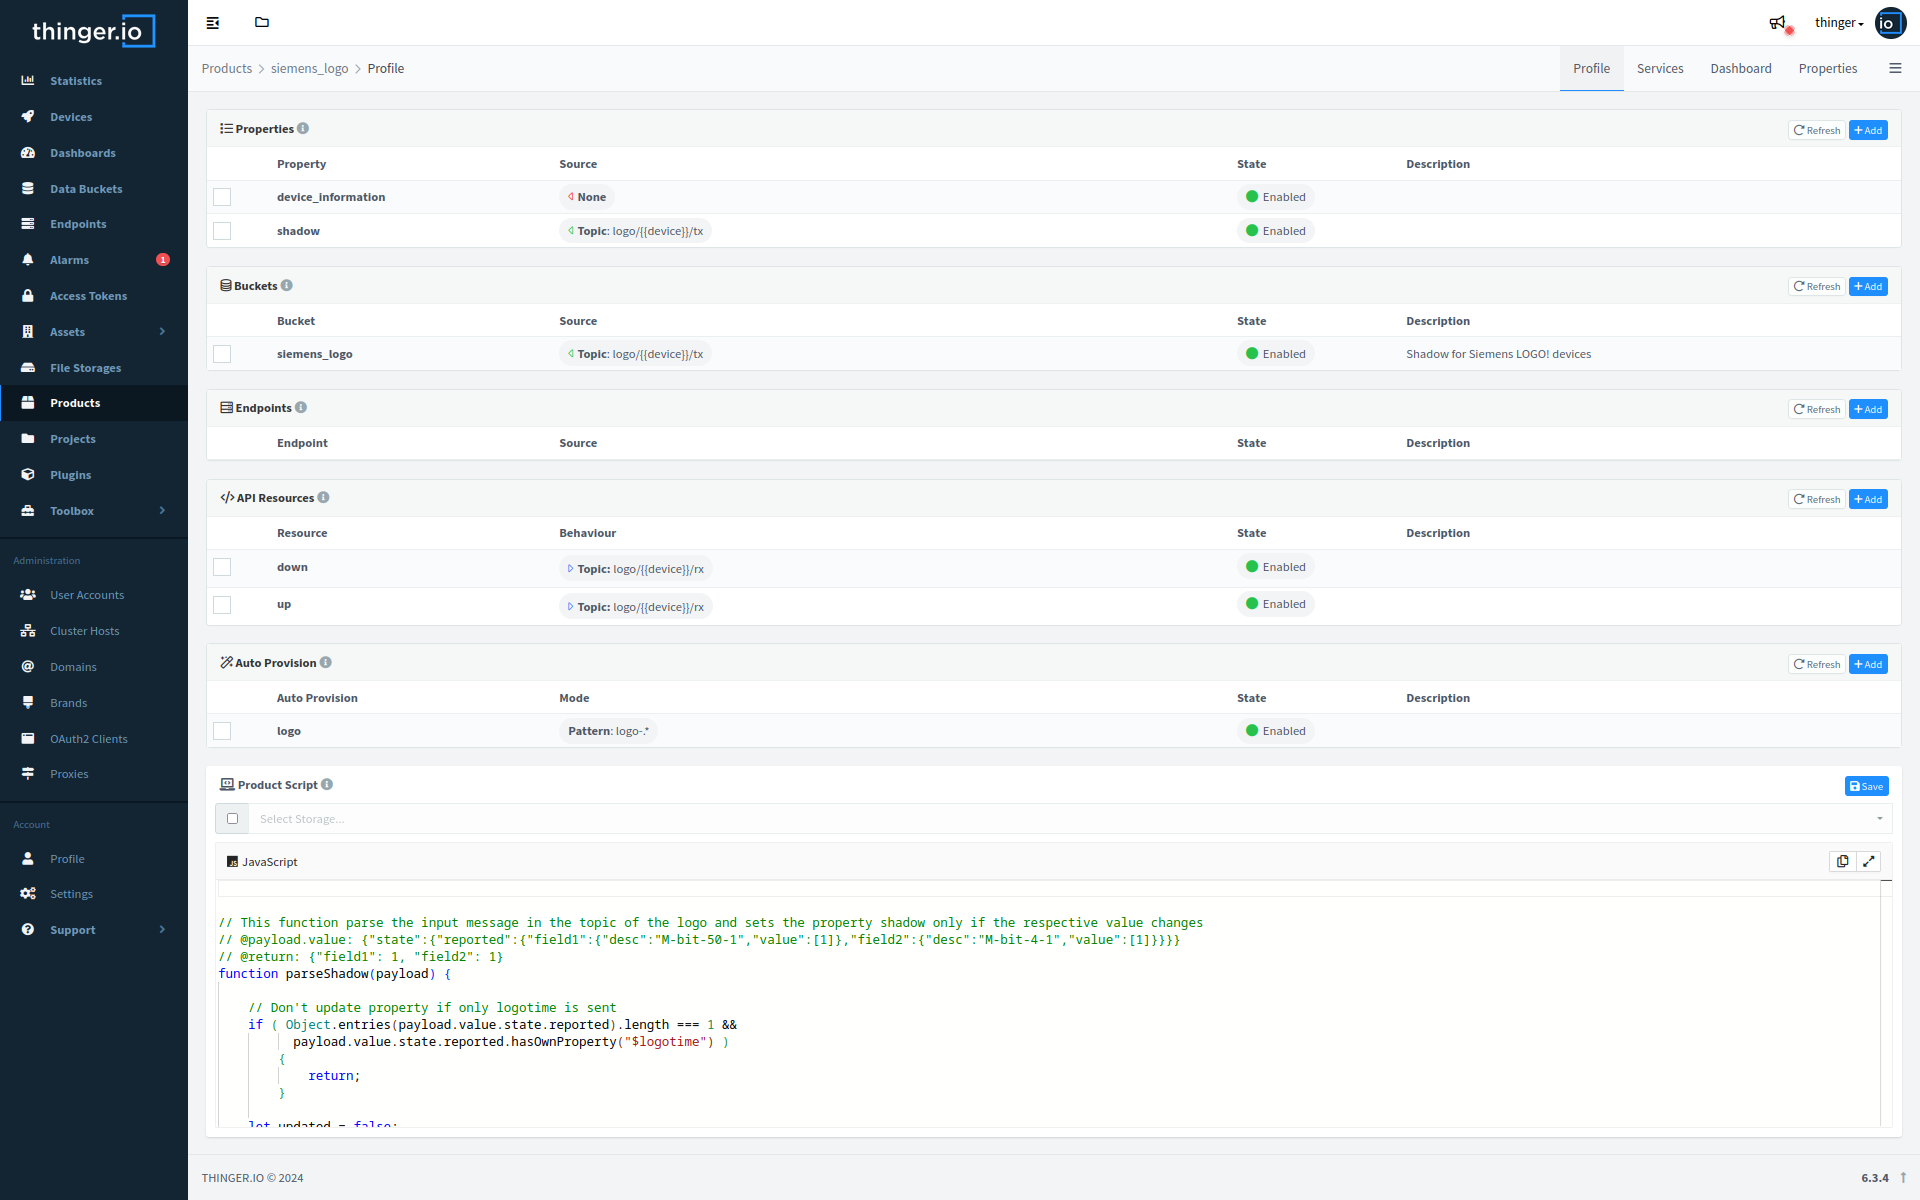 thinger.io
Statistics
Devices
Dashboards
Data Buckets
Endpoints
Alarms 1
Access Tokens
Assets
File Storages
Products
Projects
Plugins
Toolbox
Administration
User Accounts
Cluster Hosts
Domains
Brands
OAuth2 Clients
Proxies
Account
Profile
Settings
Support
thinger
io
Products > siemens_logo > Profile
Profile Services Dashboard Properties
Properties
Refresh Add
Property Source State Description
device_information None Enabled
shadow Topic: logo/{{device}}/tx Enabled
Buckets
Refresh Add
Bucket Source State Description
siemens_logo Topic: logo/{{device}}/tx Enabled Shadow for Siemens LOGO! devices
Endpoints
Refresh Add
Endpoint Source State Description
API Resources
Refresh Add
Resource Behaviour State Description
down Topic: logo/{{device}}/rx Enabled
up Topic: logo/{{device}}/rx Enabled
Auto Provision
Refresh Add
Auto Provision Mode State Description
logo Pattern: logo-.* Enabled
Product Script
Save
Select Storage...
JavaScript
// This function parse the input message in the topic of the logo and sets the property shadow only if the respective value changes
// @payload.value: {"state":{"reported":{"field1":{"desc":"M-bit-50-1","value":[1]},"field2":{"desc":"M-bit-4-1","value":[1]}}}}
// @return: {"field1": 1, "field2": 1}
function parseShadow(payload) {
// Don't update property if only logotime is sent
if ( Object.entries(payload.value.state.reported).length === 1 &&
payload.value.state.reported.hasOwnProperty("$logotime") )
{
return;
}
let updated = false;
THINGER.IO © 2024
6.3.4